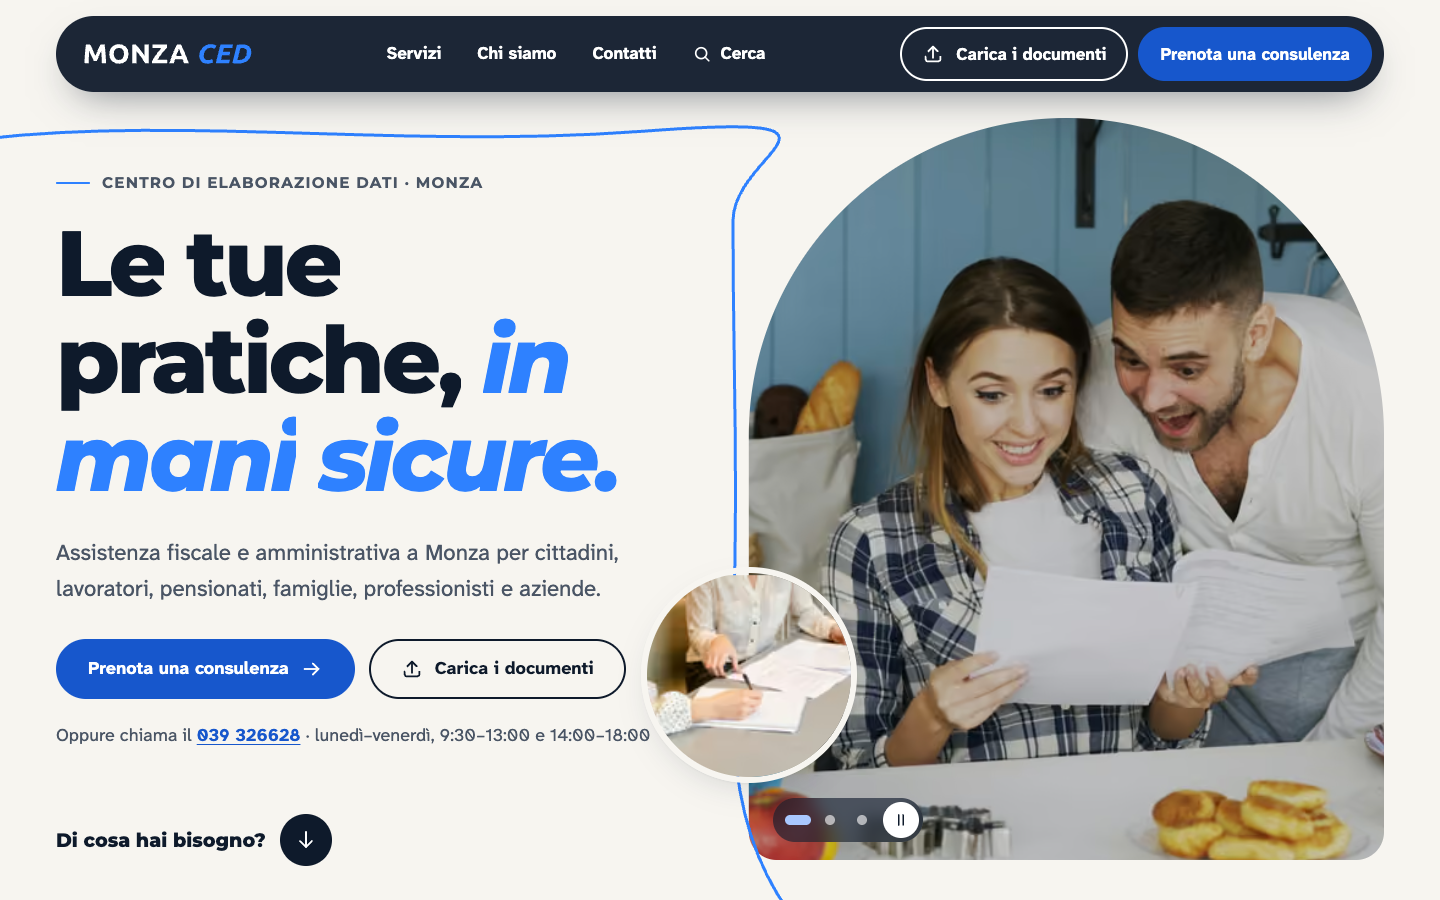 MONZA CED
Servizi
Chi siamo
Contatti
Cerca
Carica i documenti
Prenota una consulenza
CENTRO DI ELABORAZIONE DATI · MONZA
Le tue
pratiche, in
mani sicure.
Assistenza fiscale e amministrativa a Monza per cittadini,
lavoratori, pensionati, famiglie, professionisti e aziende.
Prenota una consulenza
Carica i documenti
Oppure chiama il 039 326628 · lunedì–venerdì, 9:30–13:00 e 14:00–18:00
Di cosa hai bisogno?